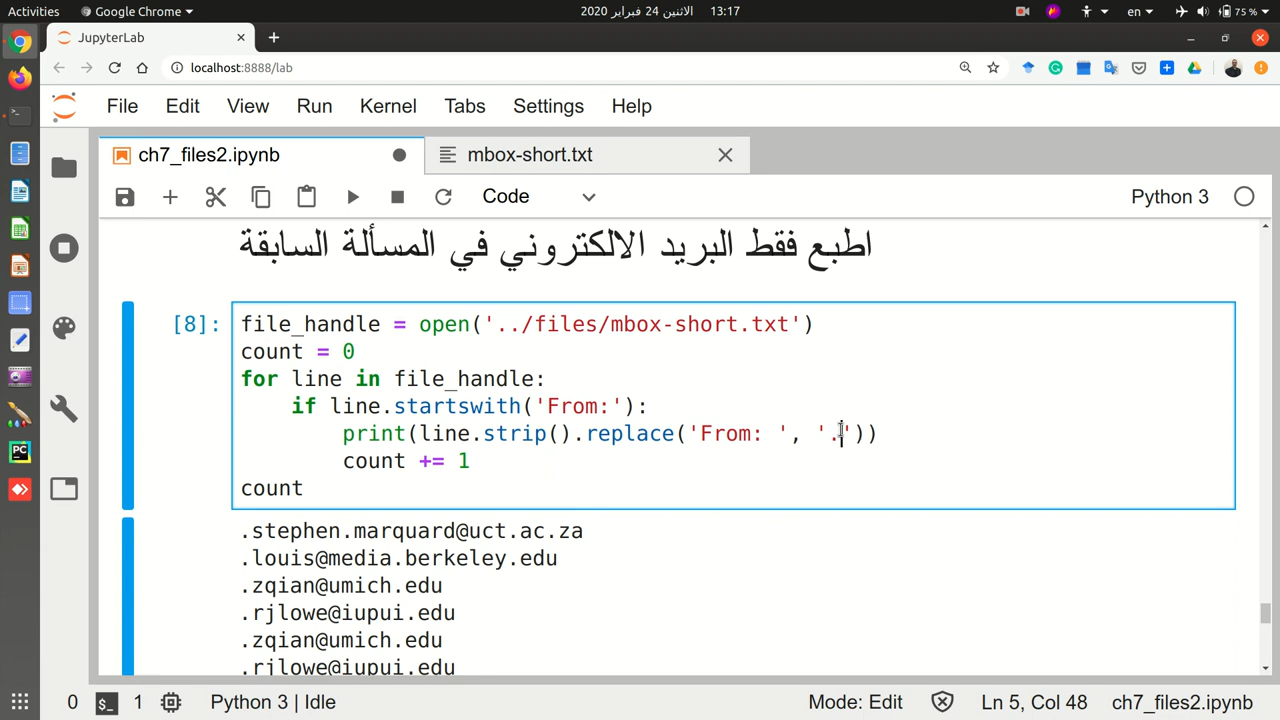 Activities
Google Chrome
الاثنين 24 فبراير 2020 13:17
en
75 %
JupyterLab
localhost:8888/lab
File Edit View Run Kernel Tabs Settings Help
ch7_files2.ipynb
mbox-short.txt
Code
Python 3
اطبع فقط البريد الالكتروني في المسألة السابقة
[8]:
file_handle = open('../files/mbox-short.txt')
count = 0
for line in file_handle:
    if line.startswith('From:'):
        print(line.strip().replace('From: ', '.'))
        count += 1
count
.stephen.marquard@uct.ac.za
.louis@media.berkeley.edu
.zqian@umich.edu
.rjlowe@iupui.edu
.zqian@umich.edu
.rjlowe@iupui.edu
0 $_ 1 Python 3 | Idle Mode: Edit Ln 5, Col 48 ch7_files2.ipynb
PC